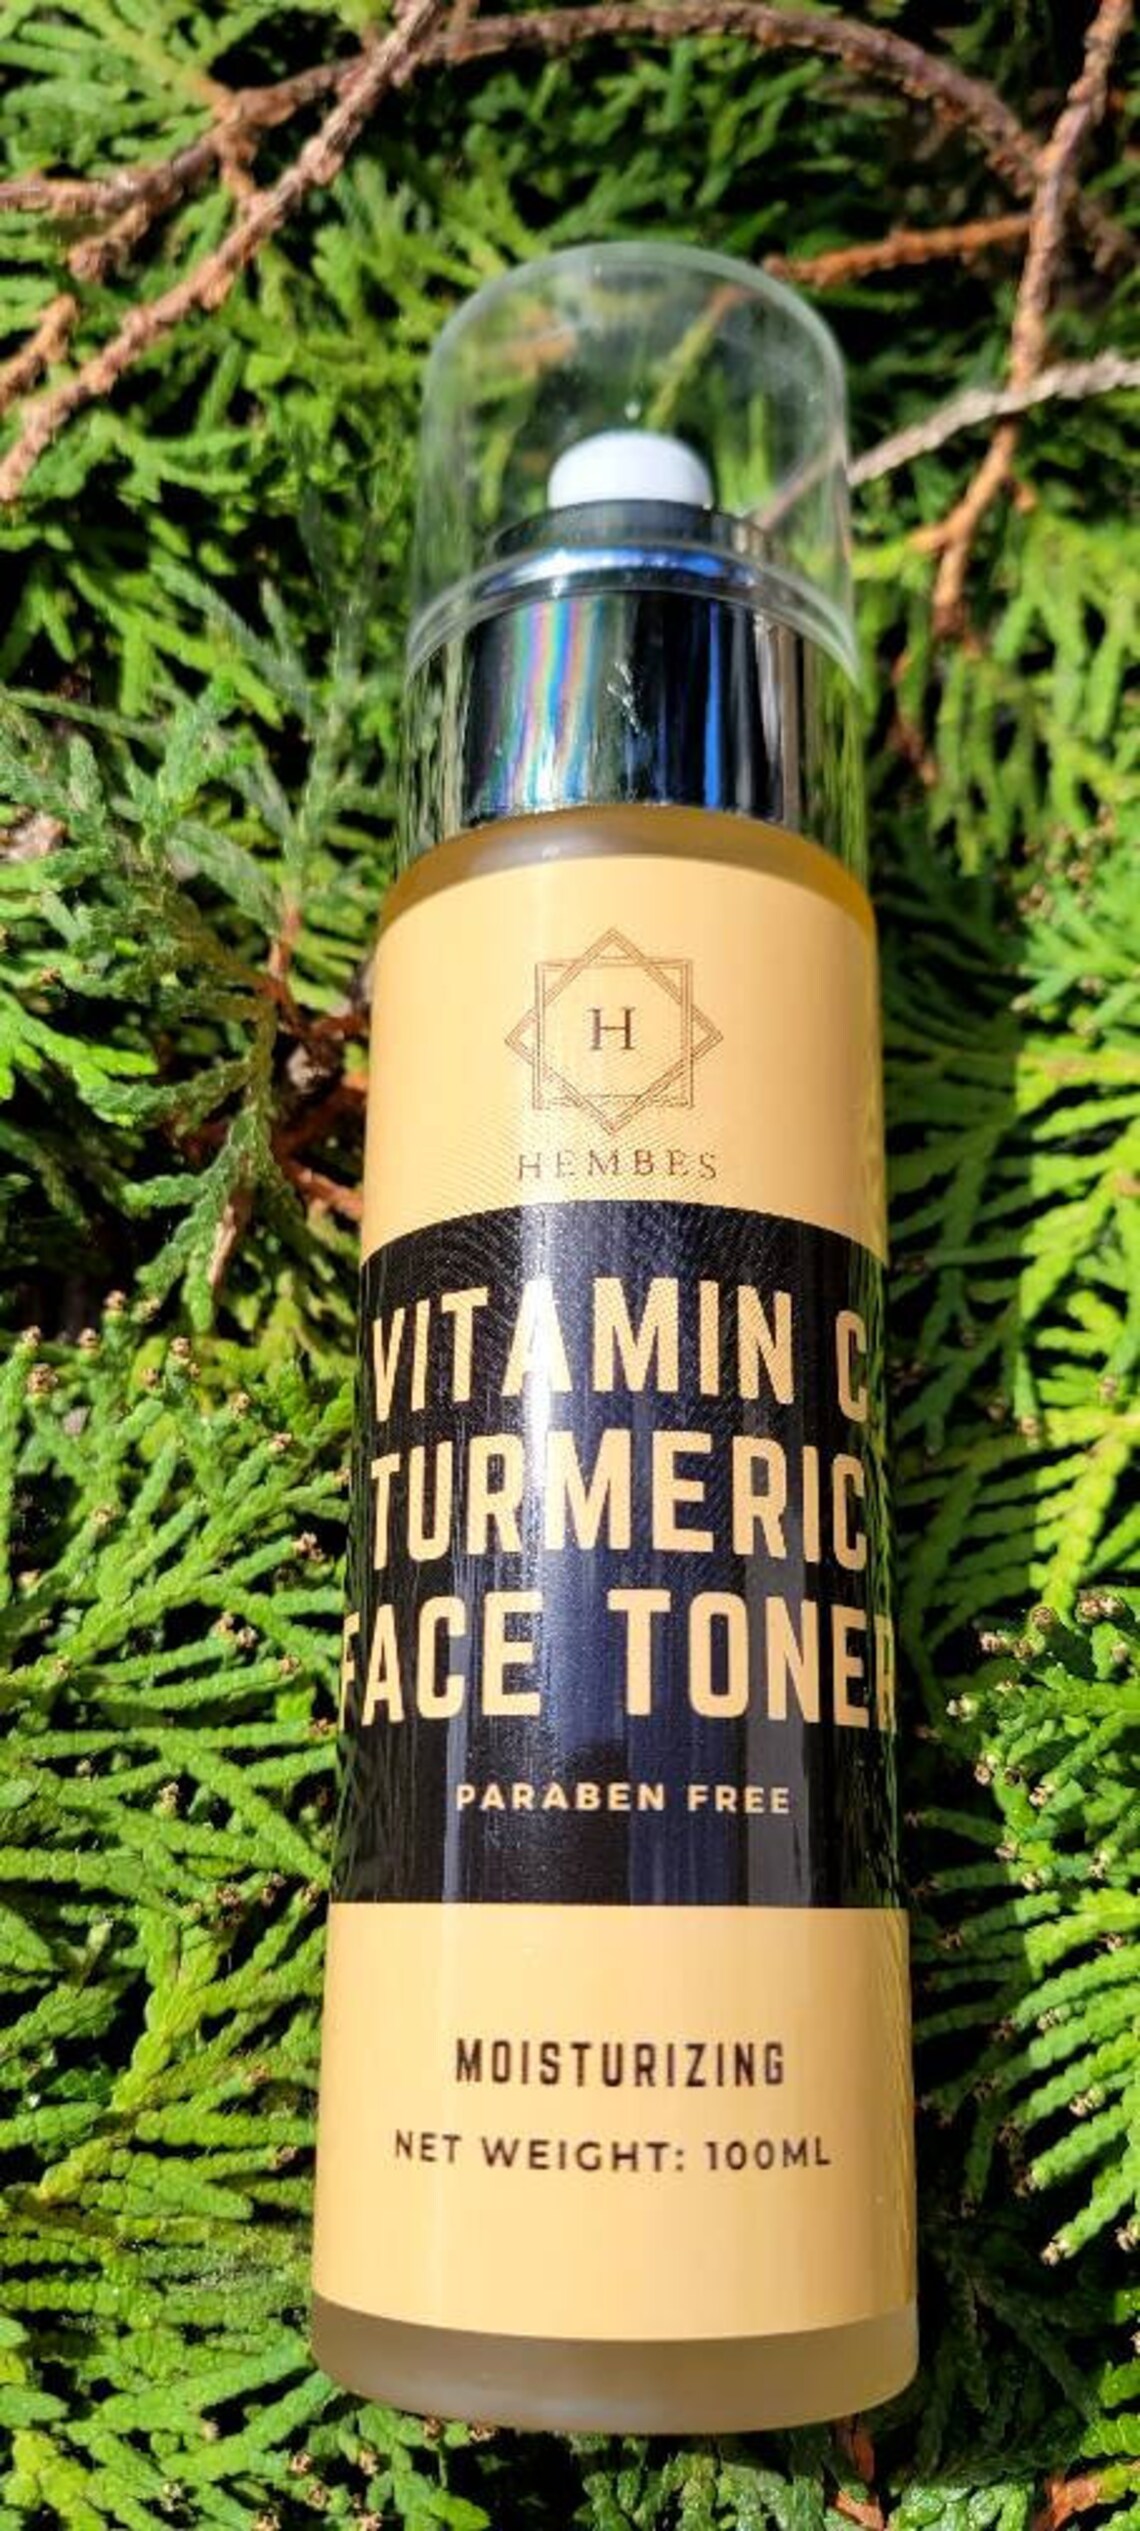 H
HEMBES
VITAMIN C
TURMERIC
FACE TONER
PARABEN FREE
MOISTURIZING
NET WEIGHT: 100ML